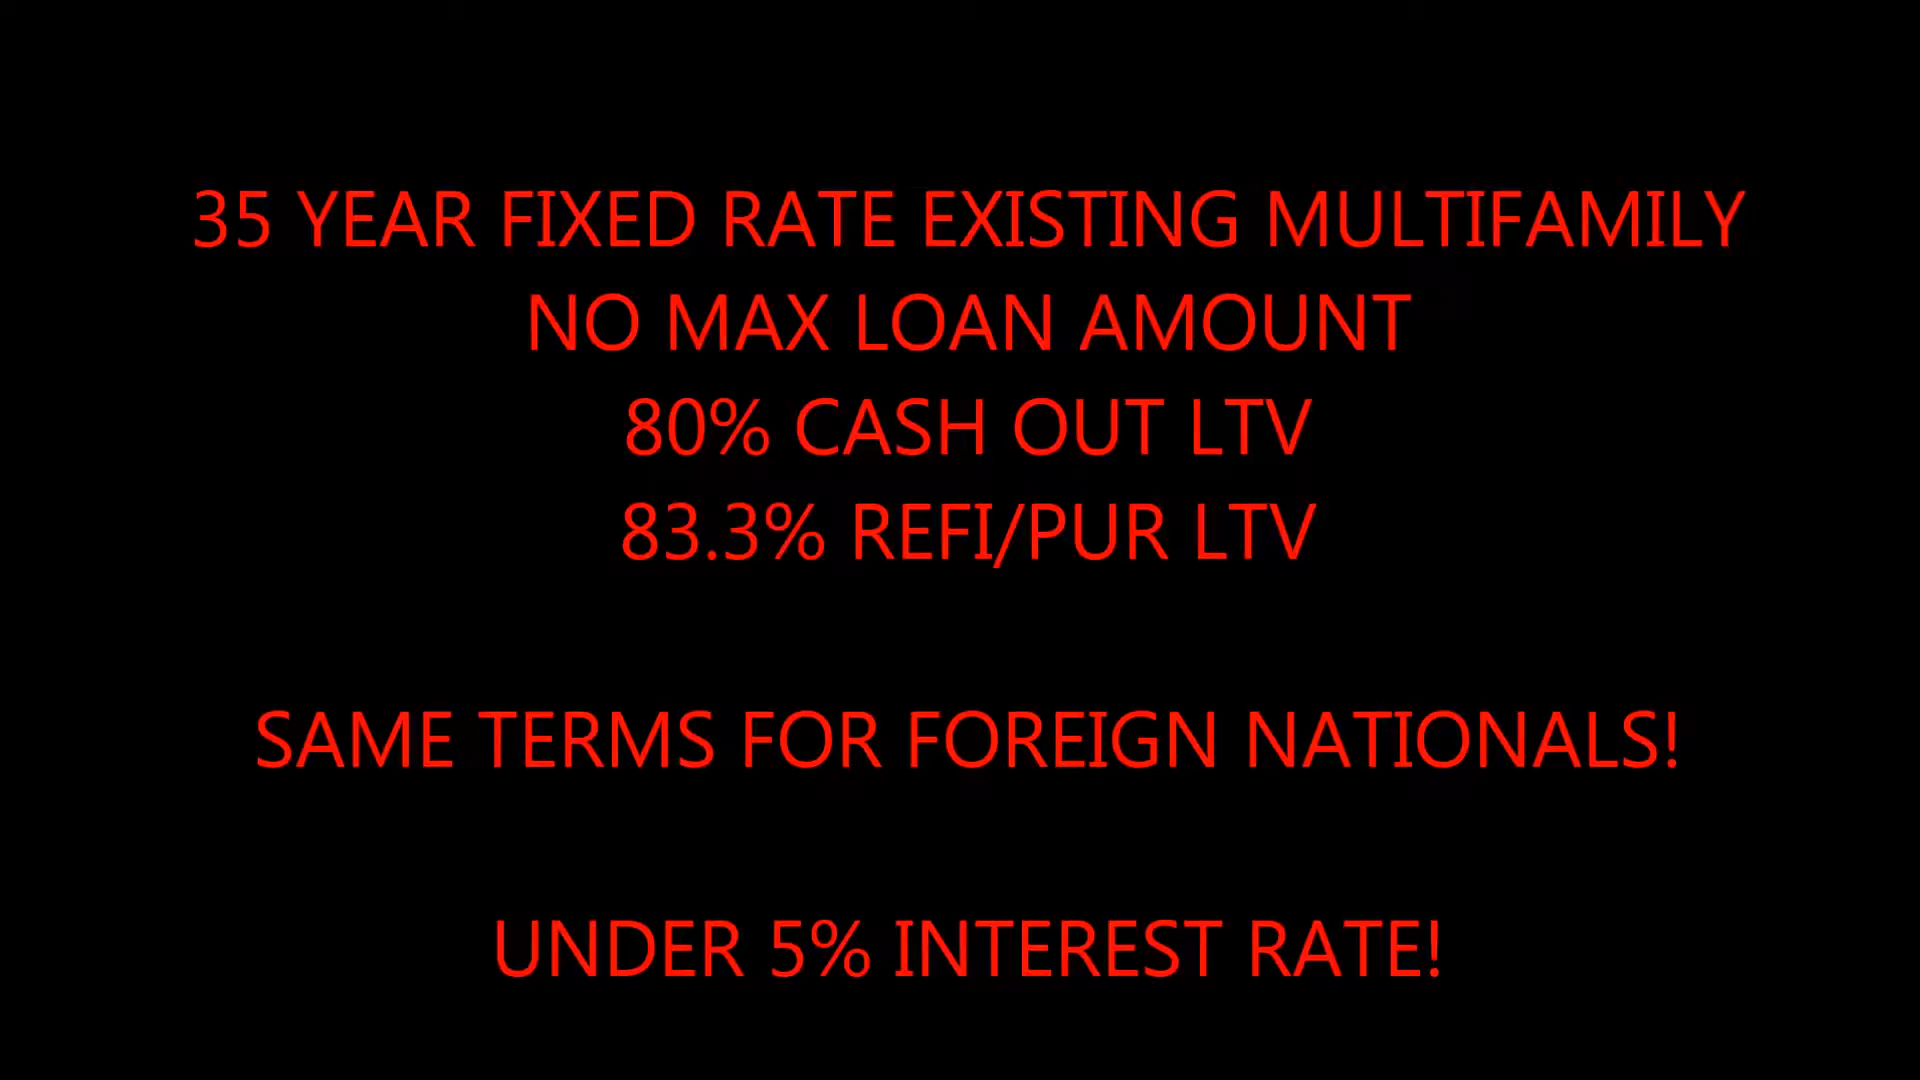 35 YEAR FIXED RATE EXISTING MULTIFAMILY
NO MAX LOAN AMOUNT
80% CASH OUT LTV
83.3% REFI/PUR LTV
SAME TERMS FOR FOREIGN NATIONALS!
UNDER 5% INTEREST RATE!